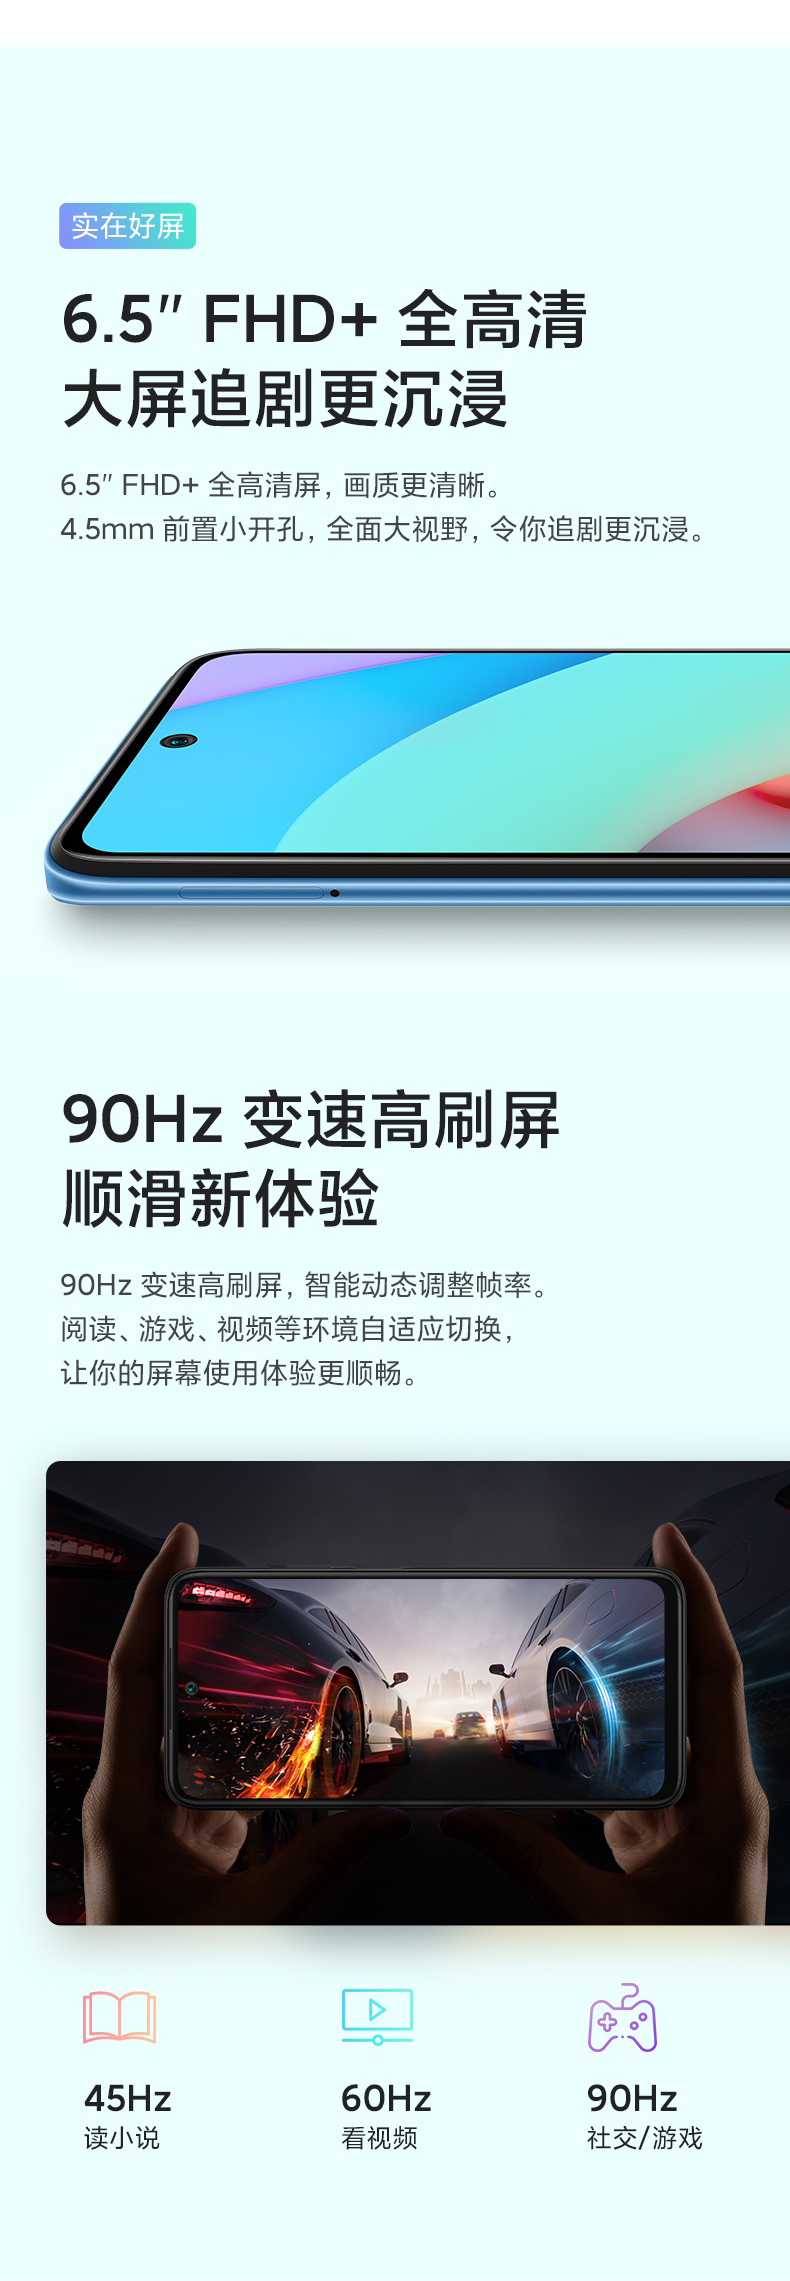 实在好屏
6.5″ FHD+ 全高清
大屏追剧更沉浸
6.5″ FHD+ 全高清屏，画质更清晰。
4.5mm 前置小开孔，全面大视野，令你追剧更沉浸。
90Hz 变速高刷屏
顺滑新体验
90Hz 变速高刷屏，智能动态调整帧率。
阅读、游戏、视频等环境自适应切换，
让你的屏幕使用体验更顺畅。
45Hz 60Hz 90Hz
读小说 看视频 社交/游戏